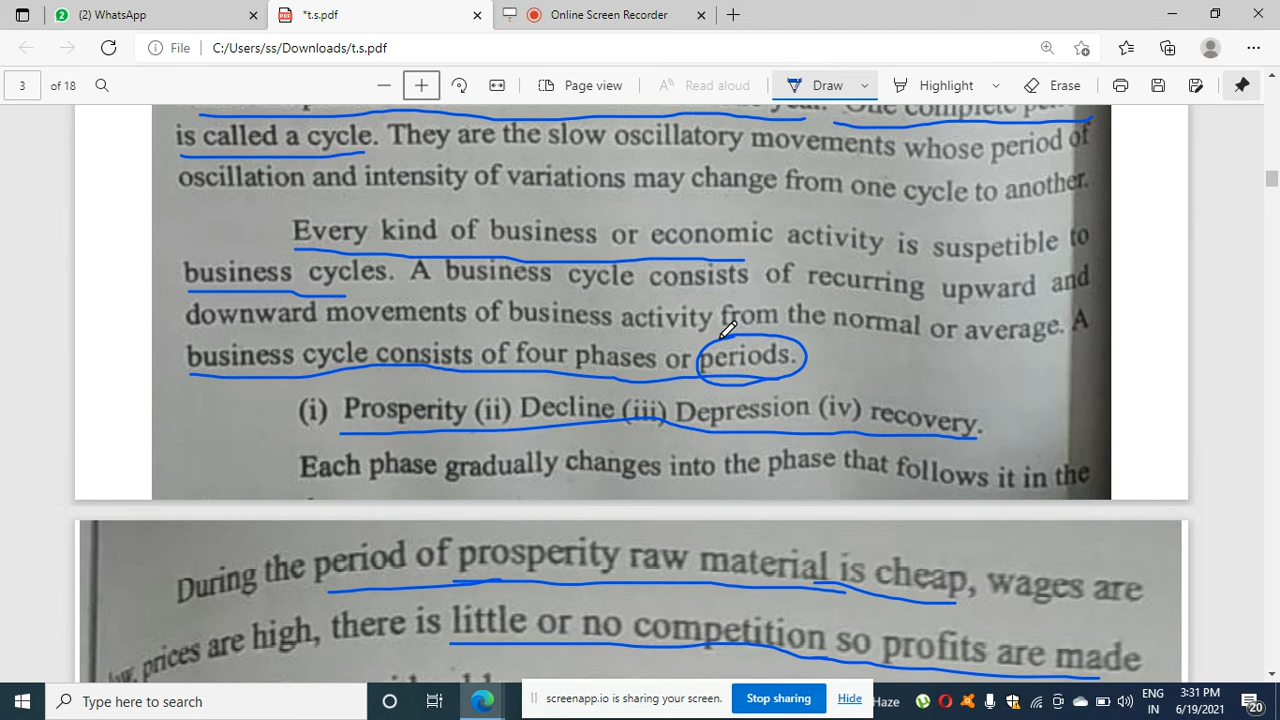 (2) WhatsApp
*t.s.pdf
Online Screen Recorder
File C:/Users/ss/Downloads/t.s.pdf
3 of 18 Page view Read aloud Draw Highlight Erase
One complete
is called a cycle. They are the slow oscillatory movements whose period of
oscillation and intensity of variations may change from one cycle to another.
Every kind of business or economic activity is suspetible to
business cycles. A business cycle consists of recurring upward and
downward movements of business activity from the normal or average. A
business cycle consists of four phases or periods.
(i) Prosperity (ii) Decline (iii) Depression (iv) recovery.
Each phase gradually changes into the phase that follows it in the
During the period of prosperity raw material is cheap, wages are
prices are high, there is little or no competition so profits are made
Type here to search
screenapp.io is sharing your screen. Stop sharing Hide
Haze
ENG
IN
3:31 PM
6/19/2021
20